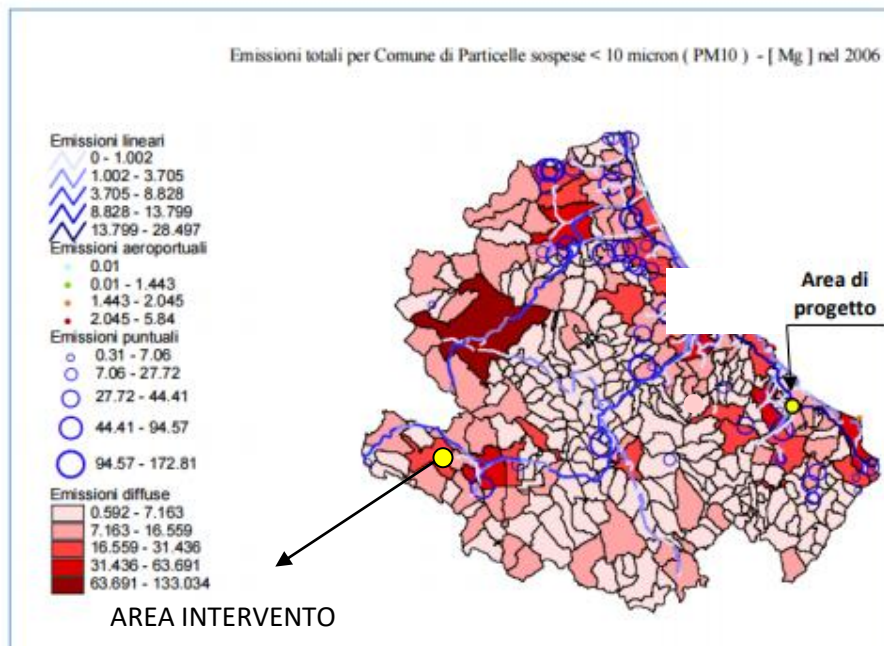 Emissioni totali per Comune di Particelle sospese < 10 micron ( PM10 ) - [ Mg ] nel 2006
Emissioni lineari
0 - 1.002
1.002 - 3.705
3.705 - 8.828
8.828 - 13.799
13.799 - 28.497
Emissioni aeroportuali
0.01
0.01 - 1.443
1.443 - 2.045
2.045 - 5.84
Emissioni puntuali
0.31 - 7.06
7.06 - 27.72
27.72 - 44.41
44.41 - 94.57
94.57 - 172.81
Emissioni diffuse
0.592 - 7.163
7.163 - 16.559
16.559 - 31.436
31.436 - 63.691
63.691 - 133.034
Area di
progetto
AREA INTERVENTO